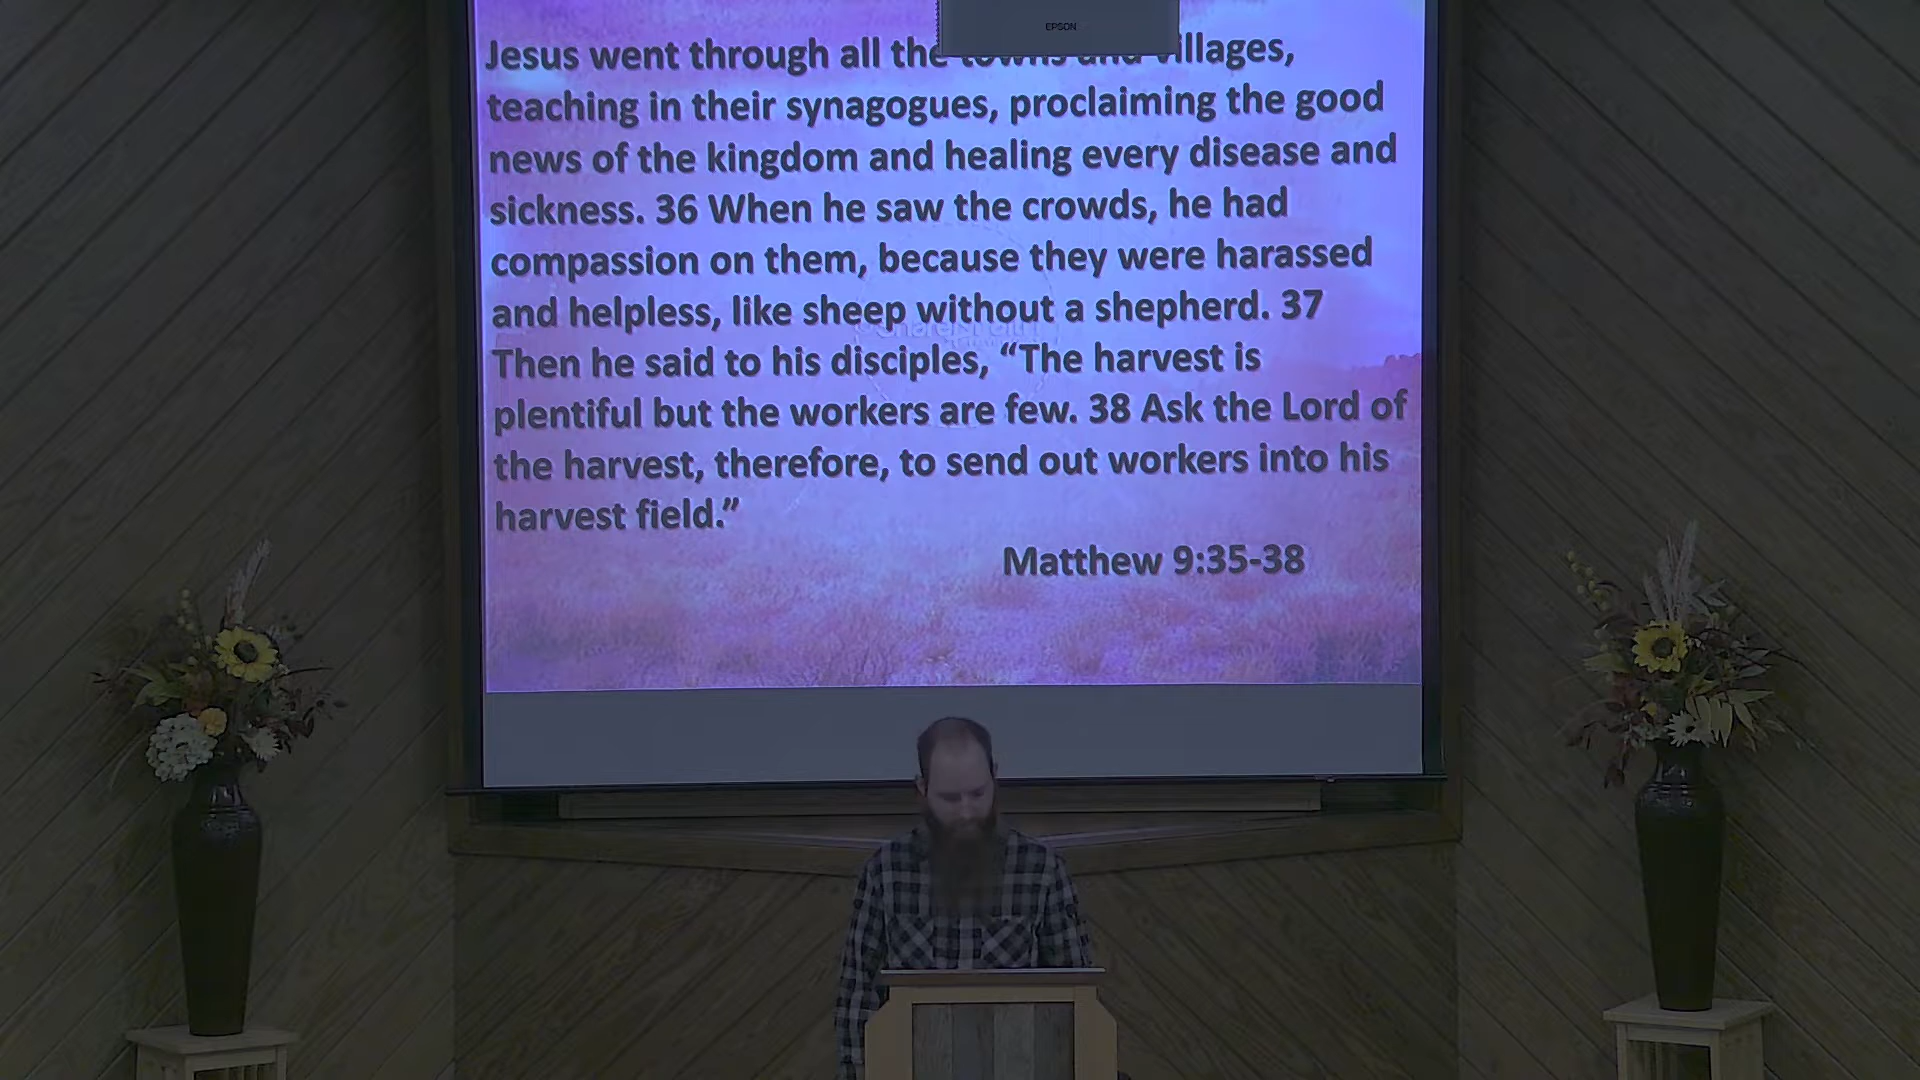 EPSON
Jesus went through all the towns and villages,
teaching in their synagogues, proclaiming the good
news of the kingdom and healing every disease and
sickness. 36 When he saw the crowds, he had
compassion on them, because they were harassed
and helpless, like sheep without a shepherd. 37
Then he said to his disciples, “The harvest is
plentiful but the workers are few. 38 Ask the Lord of
the harvest, therefore, to send out workers into his
harvest field.”
Matthew 9:35-38